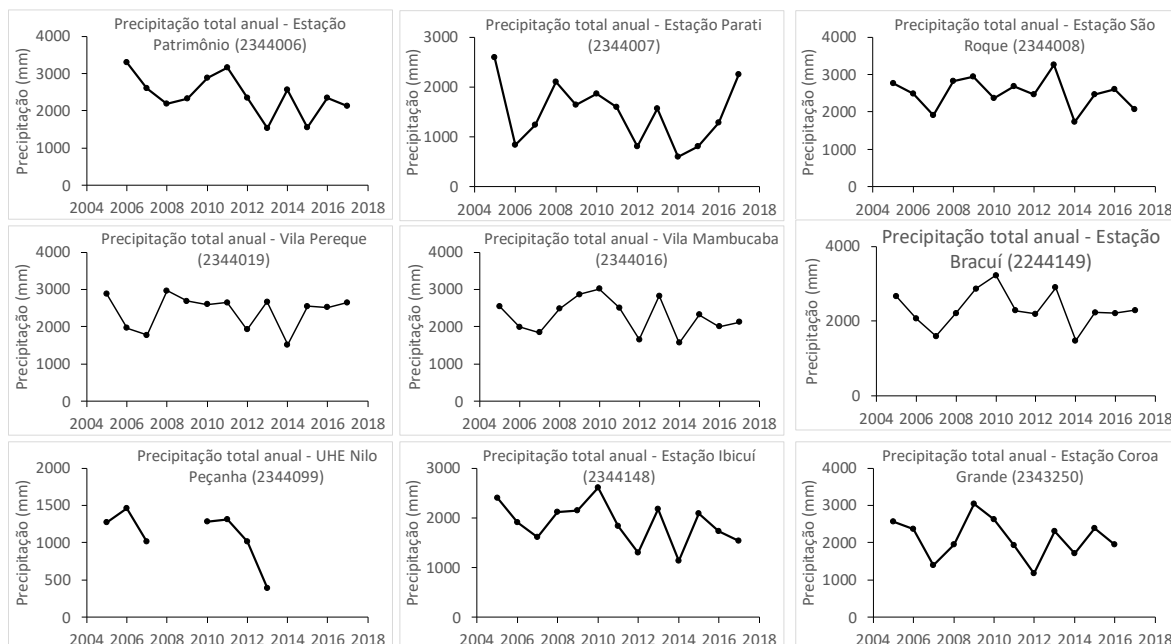 Precipitação total anual - Estação
Patrimônio (2344006)
Precipitação (mm)
4000
3000
2000
1000
0
2004 2006 2008 2010 2012 2014 2016 2018
Precipitação total anual - Estação Parati
(2344007)
Precipitação (mm)
3000
2000
1000
0
2004 2006 2008 2010 2012 2014 2016 2018
Precipitação total anual - Estação São
Roque (2344008)
Precipitação (mm)
4000
3000
2000
1000
0
2004 2006 2008 2010 2012 2014 2016 2018
Precipitação total anual - Vila Pereque
(2344019)
Precipitação (mm)
4000
3000
2000
1000
0
2004 2006 2008 2010 2012 2014 2016 2018
Precipitação total anual - Vila Mambucaba
(2344016)
Precipitação (mm)
4000
3000
2000
1000
0
2004 2006 2008 2010 2012 2014 2016 2018
Precipitação total anual - Estação
Bracuí (2244149)
Precipitação (mm)
4000
2000
0
2004 2006 2008 2010 2012 2014 2016 2018
Precipitação total anual - UHE Nilo
Peçanha (2344099)
Precipitação (mm)
2000
1500
1000
500
0
2004 2006 2008 2010 2012 2014 2016 2018
Precipitação total anual - Estação Ibicuí
(2344148)
Precipitação (mm)
3000
2000
1000
0
2004 2006 2008 2010 2012 2014 2016 2018
Precipitação total anual - Estação Coroa
Grande (2343250)
Precipitação (mm)
4000
3000
2000
1000
0
2004 2006 2008 2010 2012 2014 2016 2018